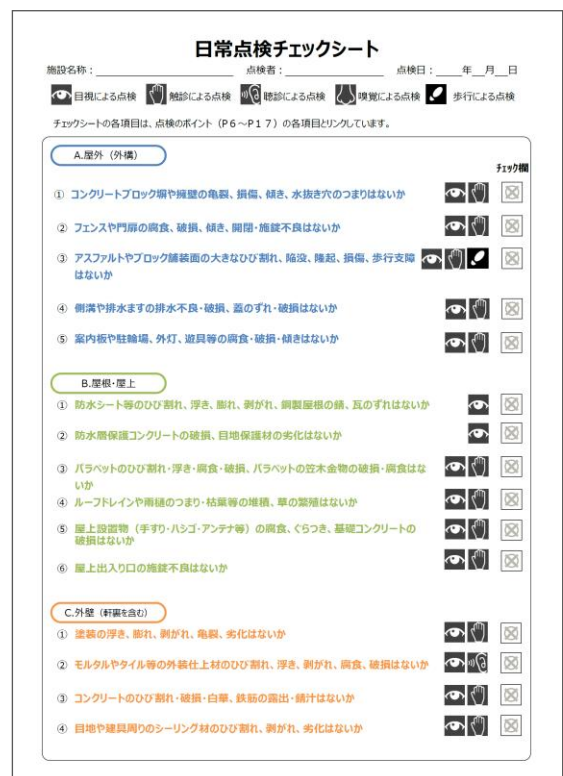 日常点検チェックシート
施設名称：＿＿＿＿＿＿＿＿ 点検者：＿＿＿＿＿＿＿＿ 点検日：＿＿年＿月＿日
目視による点検 触診による点検 聴診による点検 嗅覚による点検 歩行による点検
チェックシートの各項目は、点検のポイント（P6～P17）の各項目とリンクしています。
A.屋外（外構）
チェック欄
① コンクリートブロック塀や擁壁の亀裂、損傷、傾き、水抜き穴のつまりはないか
② フェンスや門扉の腐食、破損、傾き、開閉・施錠不良はないか
③ アスファルトやブロック舗装面の大きなひび割れ、陥没、隆起、損傷、歩行支障
はないか
④ 側溝や排水ますの排水不良・破損、蓋のずれ・破損はないか
⑤ 案内板や駐輪場、外灯、遊具等の腐食・破損・傾きはないか
B.屋根・屋上
① 防水シート等のひび割れ、浮き、膨れ、剥がれ、鋼製屋根の錆、瓦のずれはないか
② 防水層保護コンクリートの破損、目地保護材の劣化はないか
③ パラペットのひび割れ・浮き・腐食・破損、パラペットの笠木金物の破損・腐食はな
いか
④ ルーフドレインや雨樋のつまり・枯葉等の堆積、草の繁殖はないか
⑤ 屋上設置物（手すり・ハシゴ・アンテナ等）の腐食、ぐらつき、基礎コンクリートの
破損はないか
⑥ 屋上出入り口の施錠不良はないか
C.外壁（軒裏を含む）
① 塗装の浮き、膨れ、剥がれ、亀裂、劣化はないか
② モルタルやタイル等の外装仕上材のひび割れ、浮き、剥がれ、腐食、破損はないか
③ コンクリートのひび割れ・破損・白華、鉄筋の露出・錆汁はないか
④ 目地や建具周りのシーリング材のひび割れ、剥がれ、劣化はないか